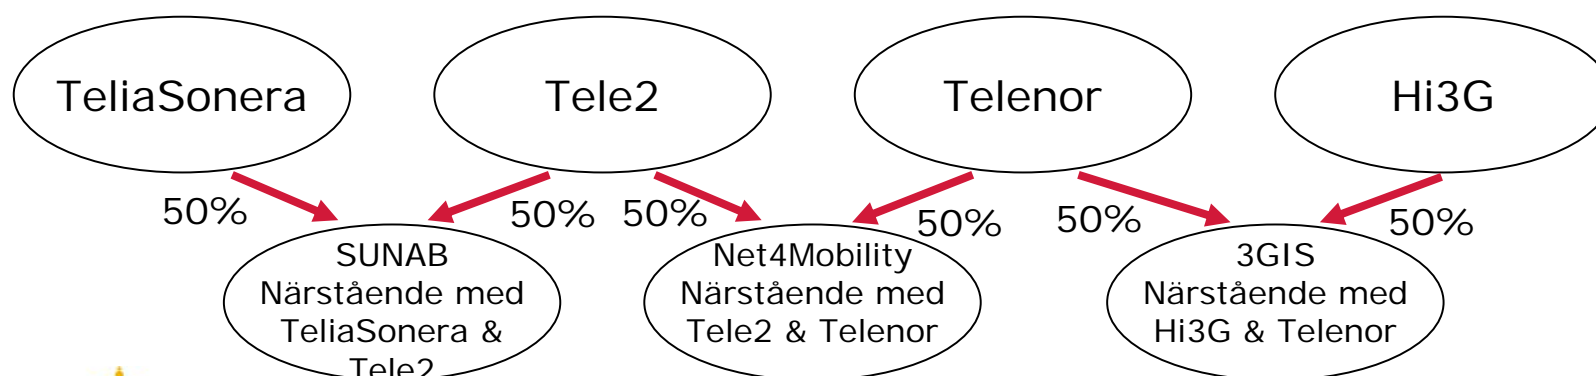 TeliaSonera
Tele2
Telenor
Hi3G
50%
50%
50%
50%
50%
50%
SUNAB
Närstående med
TeliaSonera &
Tele2
Net4Mobility
Närstående med
Tele2 & Telenor
3GIS
Närstående med
Hi3G & Telenor